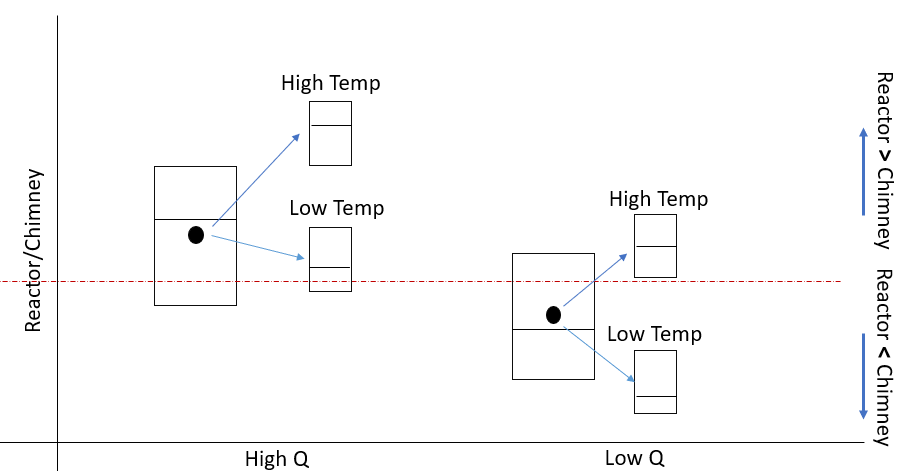 High Temp
Low Temp
High Temp
Low Temp
Reactor/Chimney
Reactor > Chimney
Reactor < Chimney
High Q
Low Q